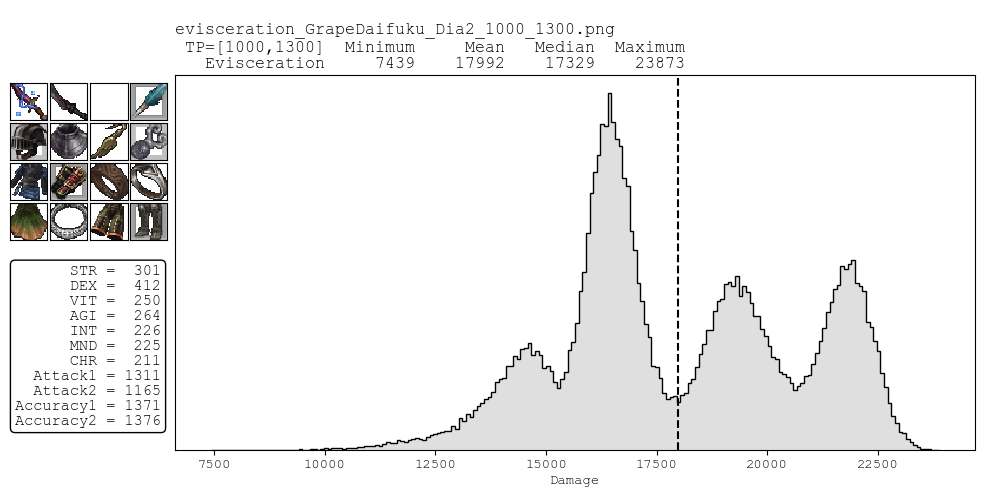 evisceration_GrapeDaifuku_Dia2_1000_1300.png
TP=[1000,1300] Minimum Mean Median Maximum
Evisceration 7439 17992 17329 23873
STR = 301
DEX = 412
VIT = 250
AGI = 264
INT = 226
MND = 225
CHR = 211
Attack1 = 1311
Attack2 = 1165
Accuracy1 = 1371
Accuracy2 = 1376
7500 10000 12500 15000 17500 20000 22500
Damage